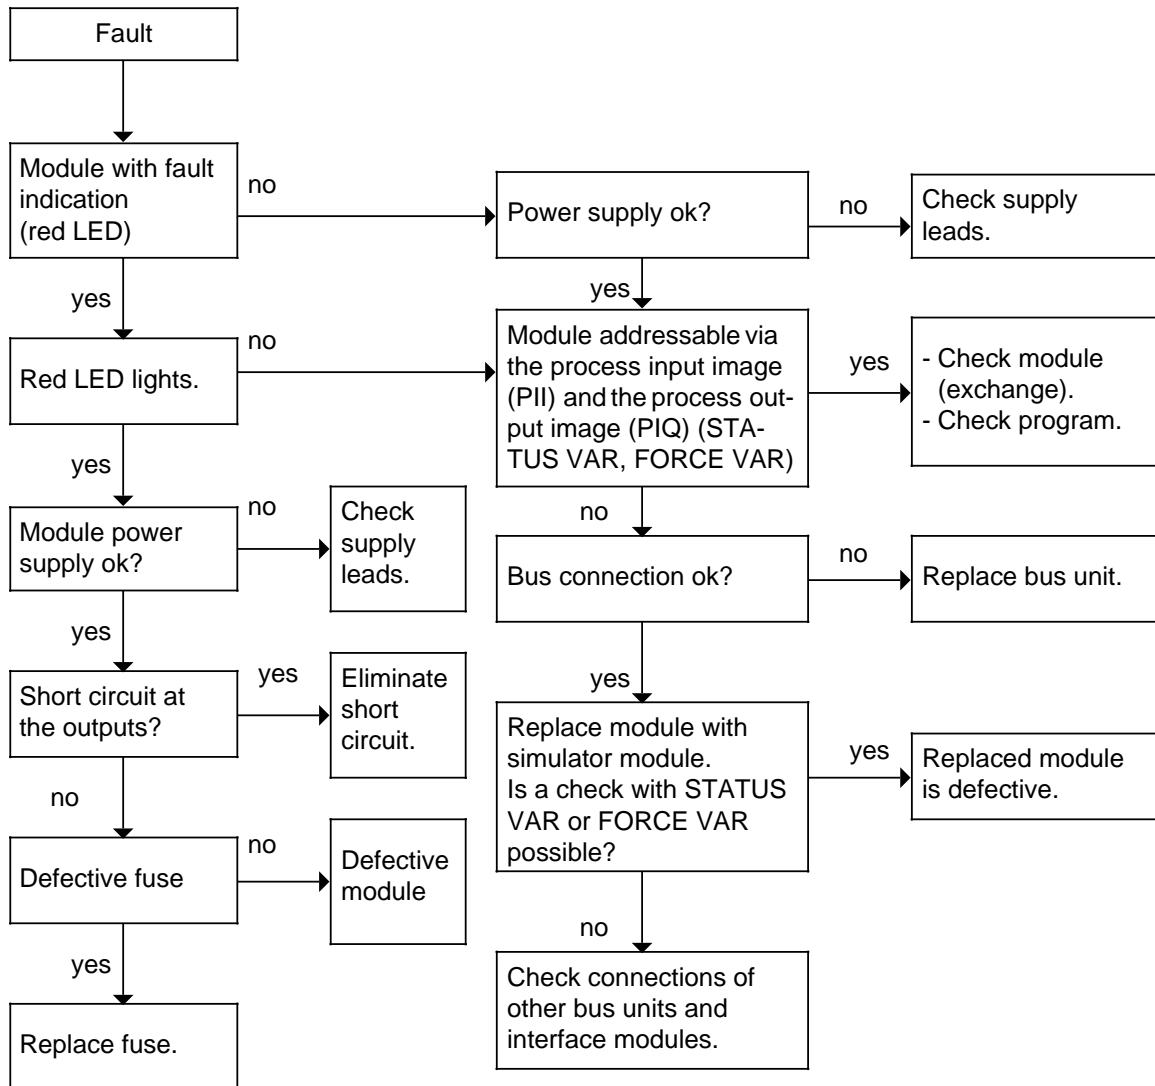 Fault
Module with fault
indication
(red LED)
no
Power supply ok?
no
Check supply
leads.
yes
yes
Red LED lights.
no
Module addressable via
the process input image
(PII) and the process out-
put image (PIQ) (STA-
TUS VAR, FORCE VAR)
yes
- Check module
(exchange).
- Check program.
yes
no
Module power
supply ok?
no
Check
supply
leads.
Bus connection ok?
no
Replace bus unit.
yes
yes
Short circuit at
the outputs?
yes
Eliminate
short
circuit.
Replace module with
simulator module.
Is a check with STATUS
VAR or FORCE VAR
possible?
yes
Replaced module
is defective.
no
Defective fuse
no
Defective
module
no
yes
Check connections of
other bus units and
interface modules.
Replace fuse.